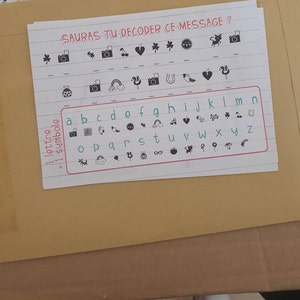 SAURAS TU DECODER CE MESSAGE ?
1 lettre
= 1 symbole
a b c d e f g h i j k l m n
o p q r s t u v w x y z